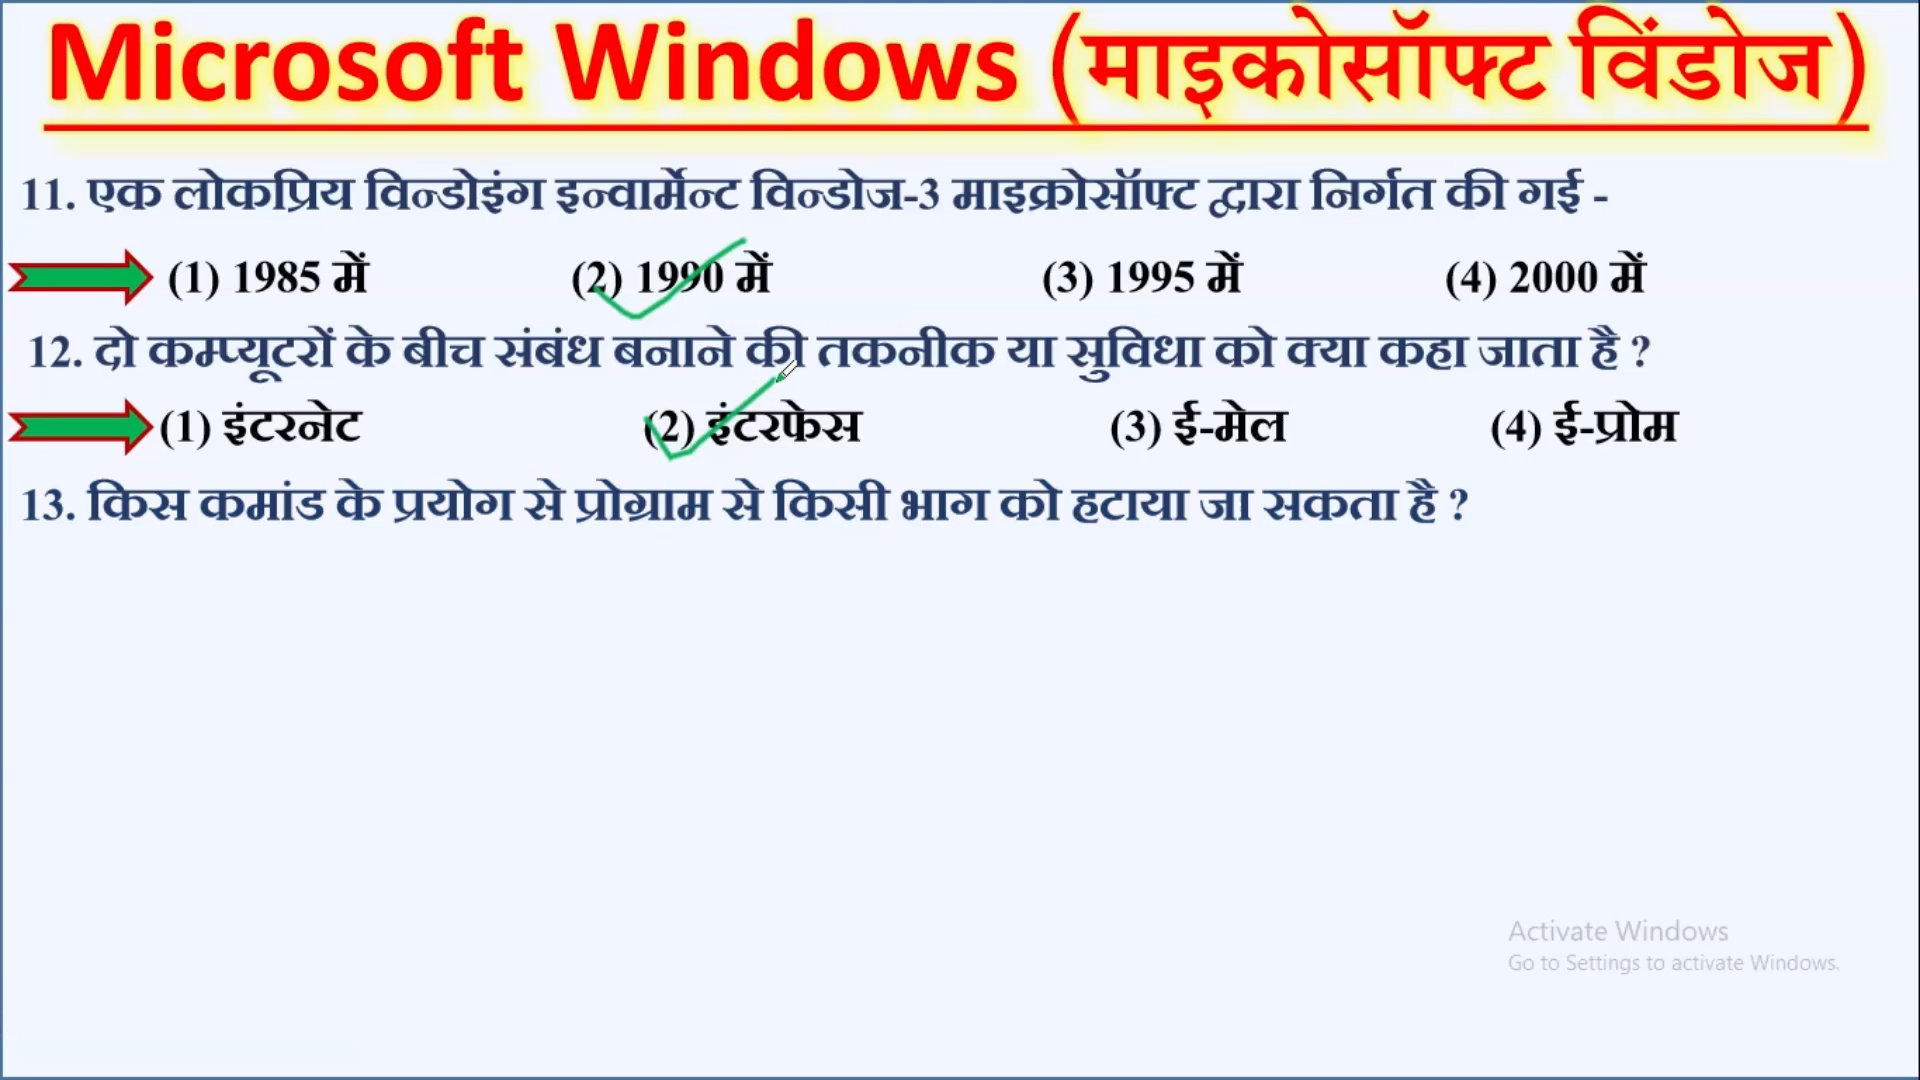 Microsoft Windows (माइकोसॉफ्ट विंडोज)
11. एक लोकप्रिय विन्डोइंग इन्वार्मेन्ट विन्डोज-3 माइक्रोसॉफ्ट द्वारा निर्गत की गई -
(1) 1985 में (2) 1990 में (3) 1995 में (4) 2000 में
12. दो कम्प्यूटरों के बीच संबंध बनाने की तकनीक या सुविधा को क्या कहा जाता है ?
(1) इंटरनेट (2) इंटरफेस (3) ई-मेल (4) ई-प्रोम
13. किस कमांड के प्रयोग से प्रोग्राम से किसी भाग को हटाया जा सकता है ?
Activate Windows
Go to Settings to activate Windows.